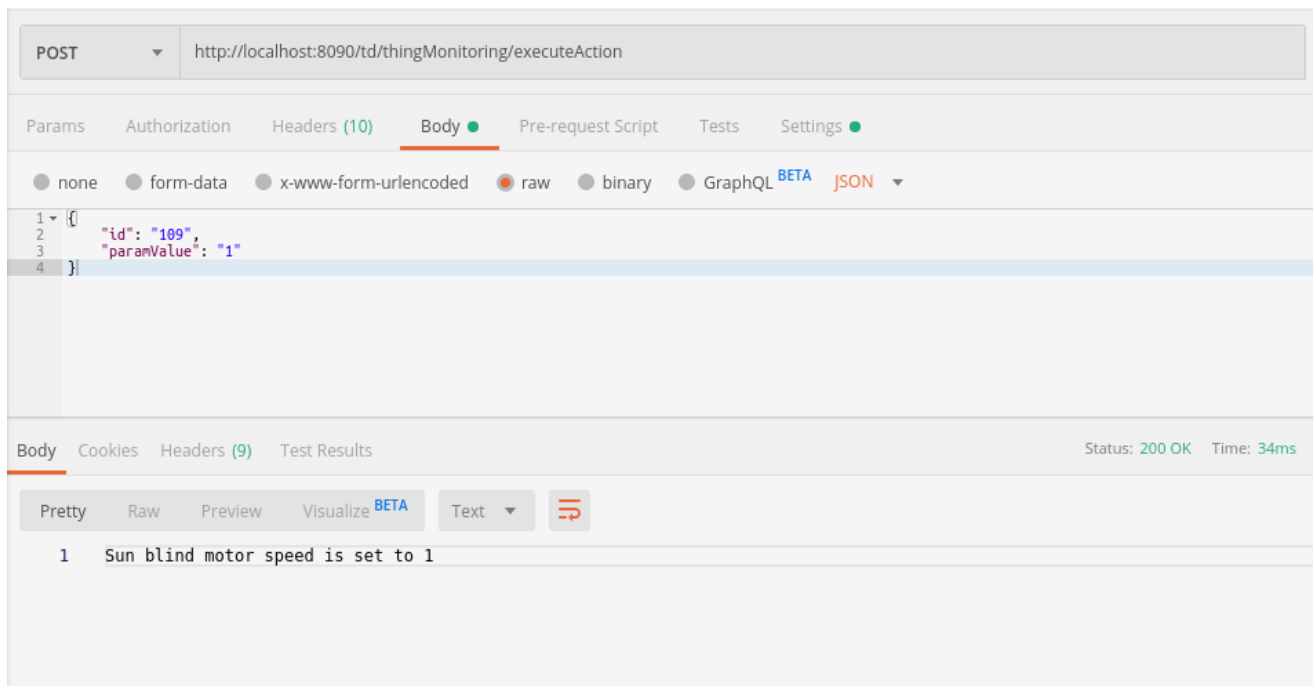 POST http://localhost:8090/td/thingMonitoring/executeAction
Params Authorization Headers (10) Body Pre-request Script Tests Settings
none form-data x-www-form-urlencoded raw binary GraphQL BETA JSON
1 {
2 "id": "109",
3 "paramValue": "1"
4 }
Body Cookies Headers (9) Test Results Status: 200 OK Time: 34ms
Pretty Raw Preview Visualize BETA Text
1 Sun blind motor speed is set to 1